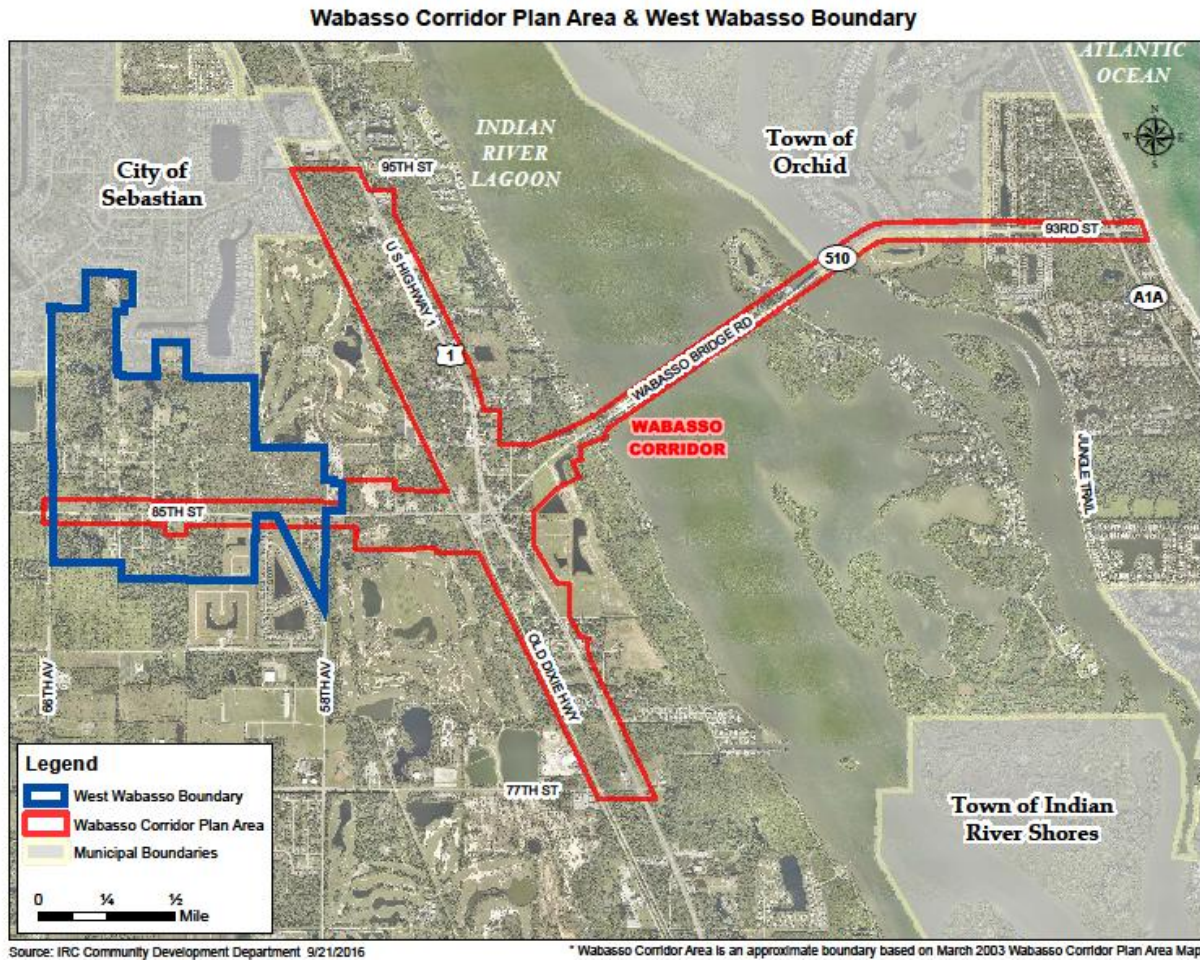 Wabasso Corridor Plan Area & West Wabasso Boundary
ATLANTIC
OCEAN
INDIAN
RIVER
LAGOON
Town of
Orchid
City of
Sebastian
95TH ST
N
W
E
S
93RD ST
510
U S HIGHWAY 1
A1A
1
WABASSO BRIDGE RD
WABASSO
CORRIDOR
JUNGLE TRAIL
85TH ST
OLD DIXIE HWY
66TH AV
58TH AV
77TH ST
Town of Indian
River Shores
Legend
West Wabasso Boundary
Wabasso Corridor Plan Area
Municipal Boundaries
0 ¼ ½
Mile
Source: IRC Community Development Department 9/21/2016
* Wabasso Corridor Area is an approximate boundary based on March 2003 Wabasso Corridor Plan Area Map